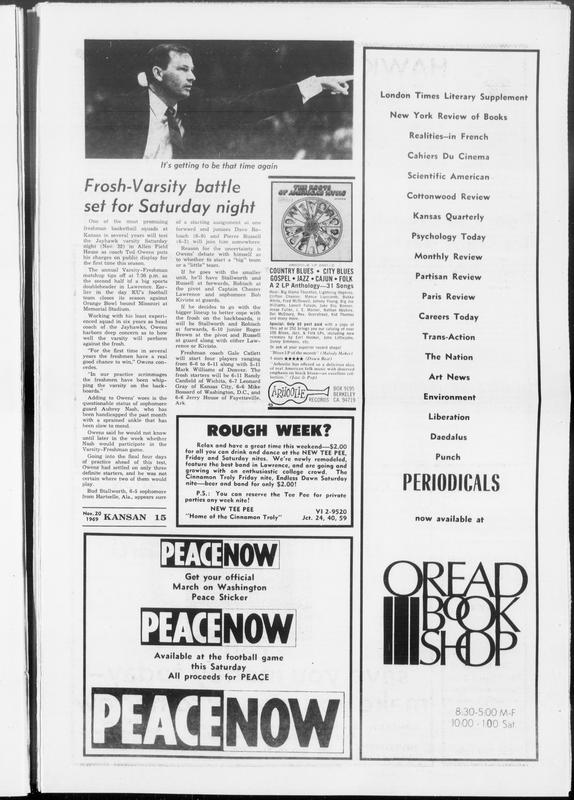 It's getting to be that time again
Frosh-Varsity battle
set for Saturday night
One of the most promising
freshman basketball squads at
Kansas in several years will test
the Jayhawk varsity Saturday
night (Nov. 22) in Allen Field
House as coach Ted Owens puts
his charges on public display for
the first time this season.
The annual Varsity-Freshman
matchup tips off at 7:30 p.m. as
the second half of a big sports
doubleheader in Lawrence. Ear-
lier in the day KU's football
team closes its season against
Orange Bowl bound Missouri at
Memorial Stadium.
Working with his least experi-
enced squad in six years as head
coach of the Jayhawks, Owens
harbors deep concern as to how
well the varsity will perform
against the frosh.
"For the first time in several
years the freshmen have a real
good chance to win," Owens con-
cedes.
"In our practice scrimmages
the freshmen have been whip-
ping the varsity on the back-
boards."
Adding to Owens' woes is the
questionable status of sophomore
guard Aubrey Nash, who has
been handicapped the past month
with a sprained ankle that has
been slow to mend.
Owens said he would not know
until later in the week whether
Nash would participate in the
Varsity-Freshman game.
Going into the final four days
of practice ahead of this test,
Owens had settled on only three
definite starters, and he was not
certain where two of them would
play.
Bud Stallworth, 6-5 sophomore
from Hartselle, Ala., appears sure
of a starting assignment at one
forward and juniors Dave Ro-
bisch (6-9) and Pierre Russell
(6-3) will join him somewhere.
Reason for the uncertainty is
Owens' debate with himself as
to whether to start a "big" team
or a "little" team.
If he goes with the smaller
unit, he'll have Stallworth and
Russell at forwards, Robisch at
the pivot and Captain Chester
Lawrence and sophomore Bob
Kivisto at guards.
If he decides to go with the
bigger lineup to better cope with
the frosh on the backboards, it
will be Stallworth and Robisch
at forwards, 6-10 junior Roger
Brown at the pivot and Russell
at guard along with either Law-
rence or Kivisto.
Freshman coach Gale Catlett
will start four players ranging
from 6-6 to 6-11 along with 5-11
Mark Williams of Denver. The
frosh starters will be 6-11 Randy
Canfield of Wichita, 6-7 Leonard
Gray of Kansas City, 6-6 Mike
Bossard of Washington, D.C., and
6-6 Jerry House of Fayetteville,
Ark.
Nov. 20
1969 KANSAN 15
THE ROOTS
OF AMERICA'S MUSIC
COUNTRY BLUES • CITY BLUES
GOSPEL • JAZZ • CAJUN • FOLK
A 2 LP Anthology—31 Songs
ARHOOLIE
RECORDS
BOX 9195
BERKELEY
CA. 94719
ROUGH WEEK?
Relax and have a great time this weekend—$2.00
for all you can drink and dance at the NEW TEE PEE,
Friday and Saturday nites. We're newly remodeled,
feature the best band in Lawrence, and are going and
growing with an enthusiastic college crowd. The
Cinnamon Troly Friday nite, Endless Dawn Saturday
nite—beer and band for only $2.00!
P.S.: You can reserve the Tee Pee for private
parties any week nite!
NEW TEE PEE VI 2-9520
"Home of the Cinnamon Troly" Jct. 24, 40, 59
PEACE NOW
Get your official
March on Washington
Peace Sticker
PEACE NOW
Available at the football game
this Saturday
All proceeds for PEACE
PEACE NOW
London Times Literary Supplement
New York Review of Books
Realities—in French
Cahiers Du Cinema
Scientific American
Cottonwood Review
Kansas Quarterly
Psychology Today
Monthly Review
Partisan Review
Paris Review
Careers Today
Trans-Action
The Nation
Art News
Environment
Liberation
Daedalus
Punch
PERIODICALS
now available at
OREAD
BOOK
SHOP
8:30-5:00 M-F
10:00 - 1:00 Sat.